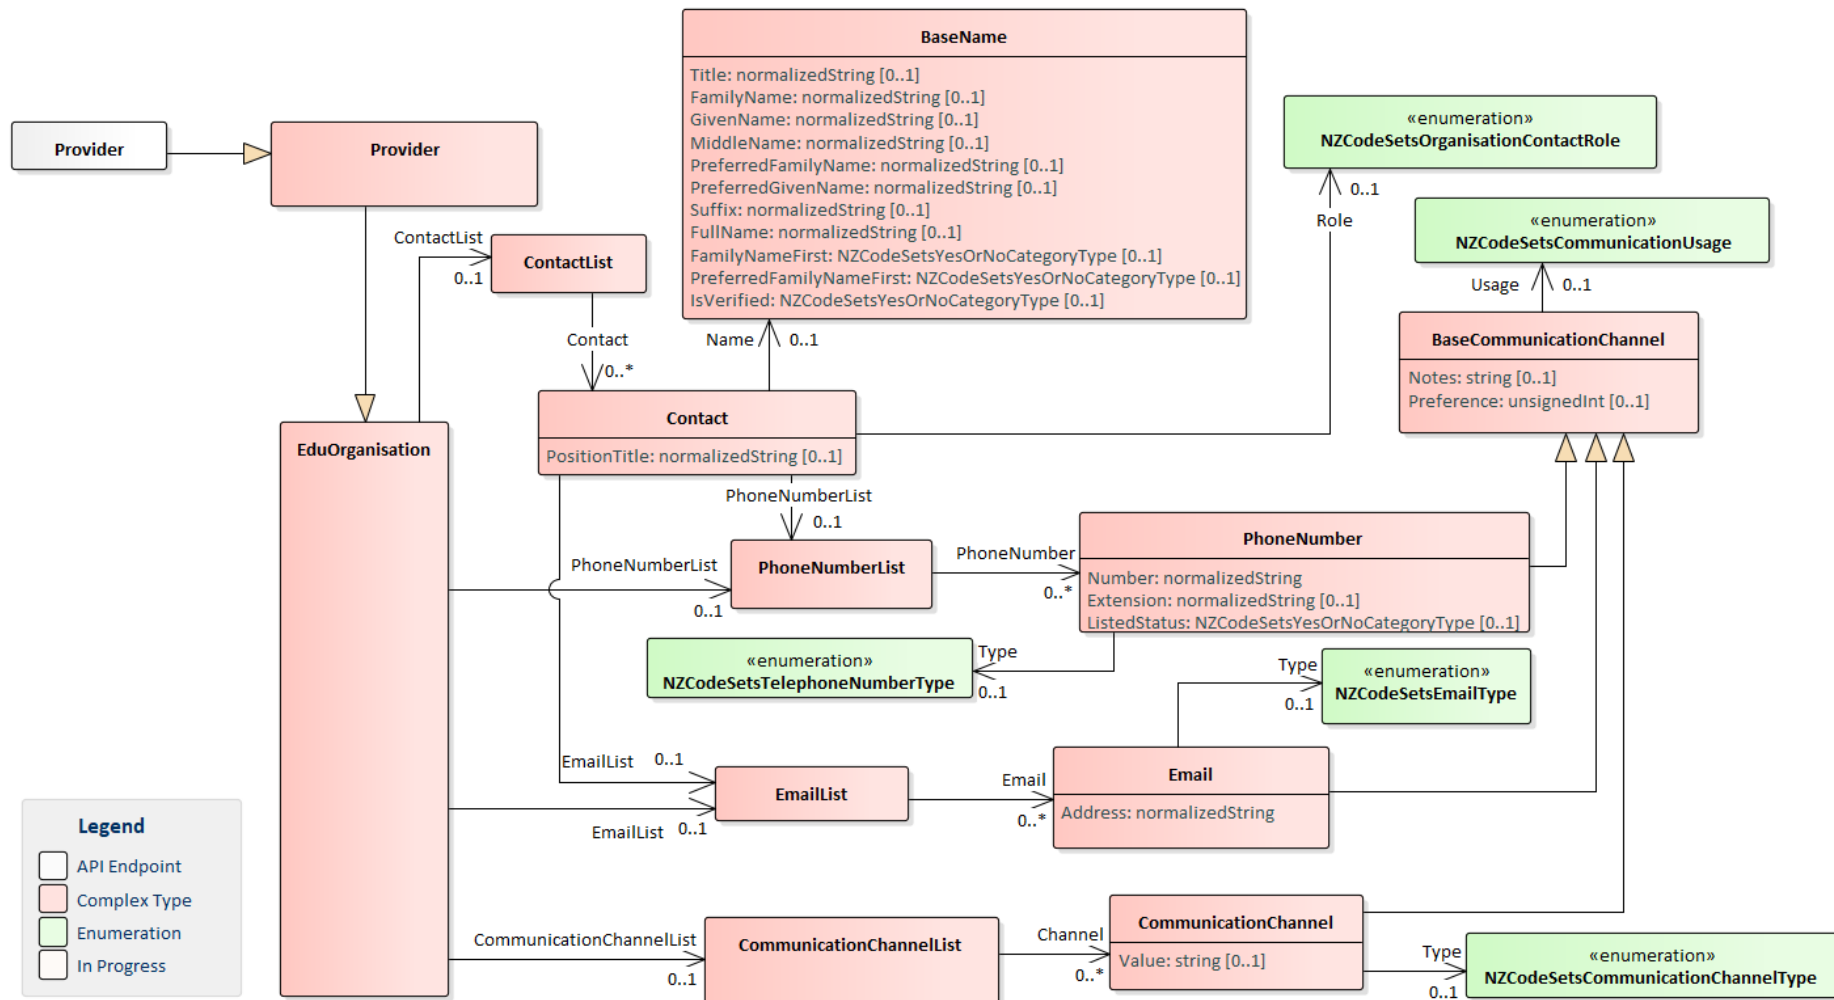 BaseName
Title: normalizedString [0..1]
FamilyName: normalizedString [0..1]
GivenName: normalizedString [0..1]
MiddleName: normalizedString [0..1]
PreferredFamilyName: normalizedString [0..1]
PreferredGivenName: normalizedString [0..1]
Suffix: normalizedString [0..1]
FullName: normalizedString [0..1]
FamilyNameFirst: NZCodeSetsYesOrNoCategoryType [0..1]
PreferredFamilyNameFirst: NZCodeSetsYesOrNoCategoryType [0..1]
IsVerified: NZCodeSetsYesOrNoCategoryType [0..1]
Provider
Provider
«enumeration»
NZCodeSetsOrganisationContactRole
0..1
Role
«enumeration»
NZCodeSetsCommunicationUsage
Usage
0..1
ContactList
0..1
ContactList
Contact
0..*
Name
0..1
BaseCommunicationChannel
Notes: string [0..1]
Preference: unsignedInt [0..1]
Contact
PositionTitle: normalizedString [0..1]
EduOrganisation
PhoneNumberList
0..1
PhoneNumberList
0..1
PhoneNumberList
PhoneNumber
0..*
PhoneNumber
Number: normalizedString
Extension: normalizedString [0..1]
ListedStatus: NZCodeSetsYesOrNoCategoryType [0..1]
«enumeration»
NZCodeSetsTelephoneNumberType
Type
0..1
Type
0..1
«enumeration»
NZCodeSetsEmailType
EmailList
0..1
EmailList
0..1
EmailList
Email
0..*
Email
Address: normalizedString
Legend
API Endpoint
Complex Type
Enumeration
In Progress
CommunicationChannelList
0..1
CommunicationChannelList
Channel
0..*
CommunicationChannel
Value: string [0..1]
Type
0..1
«enumeration»
NZCodeSetsCommunicationChannelType